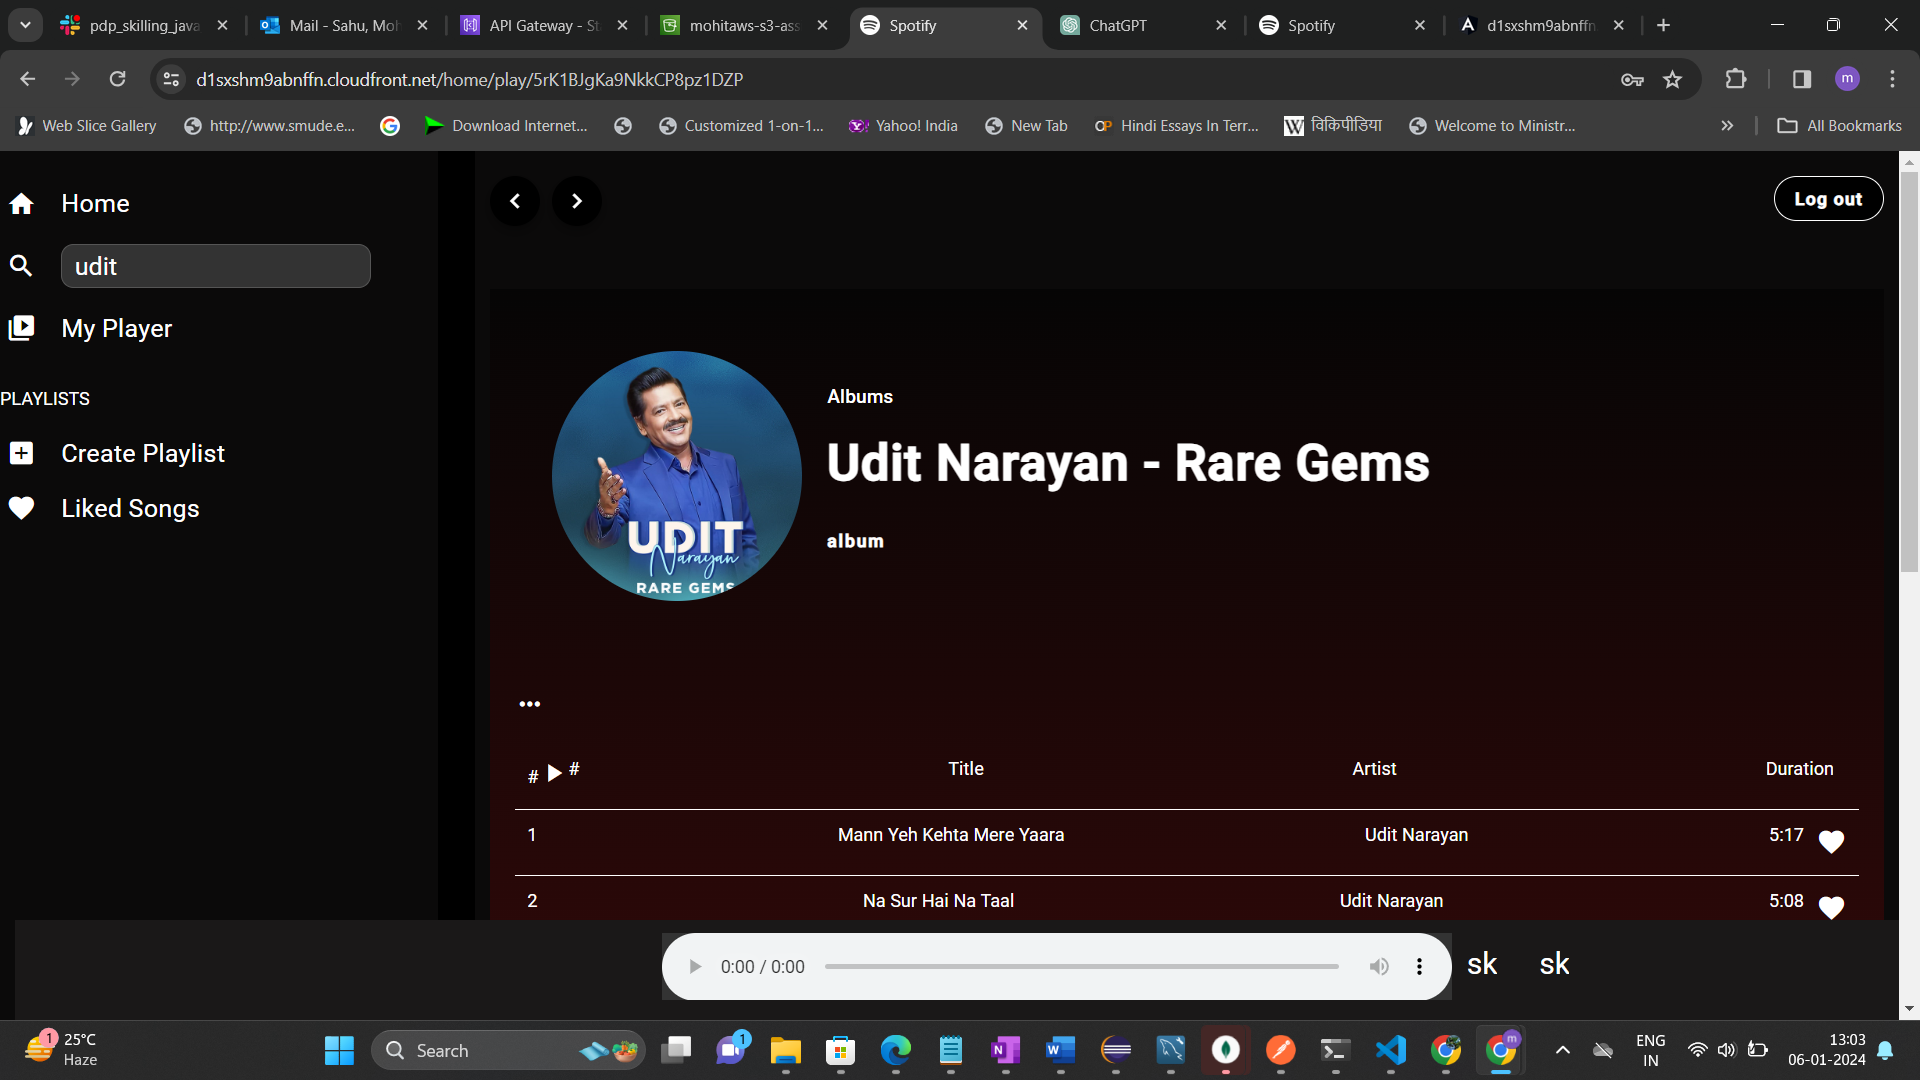 pdp_skilling_java
Mail - Sahu, Moh
API Gateway - St
mohitaws-s3-ass
Spotify
ChatGPT
Spotify
d1sxshm9abnffn
d1sxshm9abnffn.cloudfront.net/home/play/5rK1BJgKa9NkkCP8pz1DZP
m
Web Slice Gallery
http://www.smude.e...
Download Internet...
Customized 1-on-1...
Yahoo! India
New Tab
OP Hindi Essays In Terr...
W विकिपीडिया
Welcome to Ministr...
All Bookmarks
Home
Log out
udit
My Player
PLAYLISTS
Create Playlist
Liked Songs
UDIT
Narayan
RARE GEMS
Albums
Udit Narayan - Rare Gems
album
# #
Title
Artist
Duration
1
Mann Yeh Kehta Mere Yaara
Udit Narayan
5:17
2
Na Sur Hai Na Taal
Udit Narayan
5:08
0:00 / 0:00
sk
sk
1
25°C
Haze
Search
1
m
ENG
IN
13:03
06-01-2024